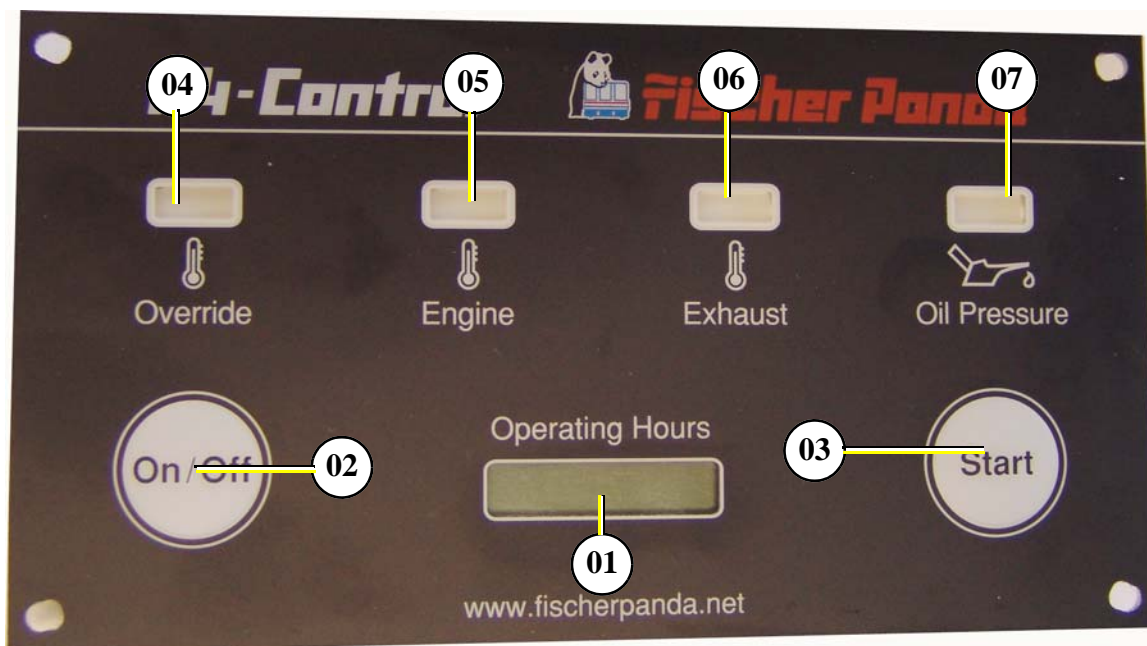 04 05 06 07
Fischer Panda
Override Engine Exhaust Oil Pressure
On/Off 02
Operating Hours
03 Start
01
www.fischerpanda.net